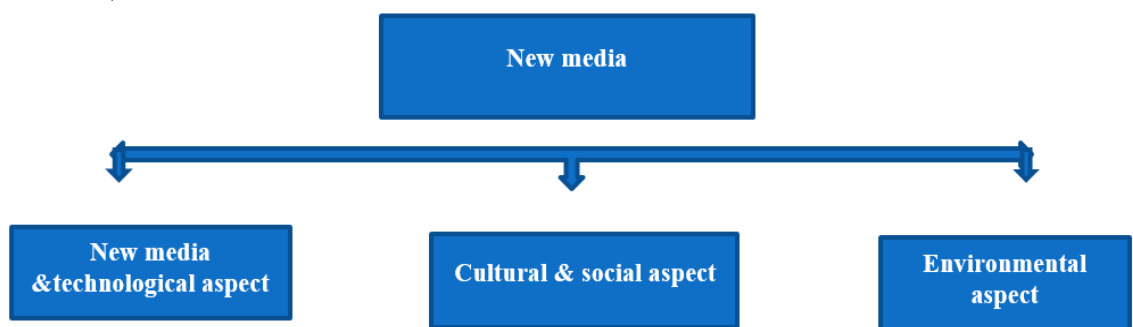 New media
New media
&technological aspect
Cultural & social aspect
Environmental
aspect